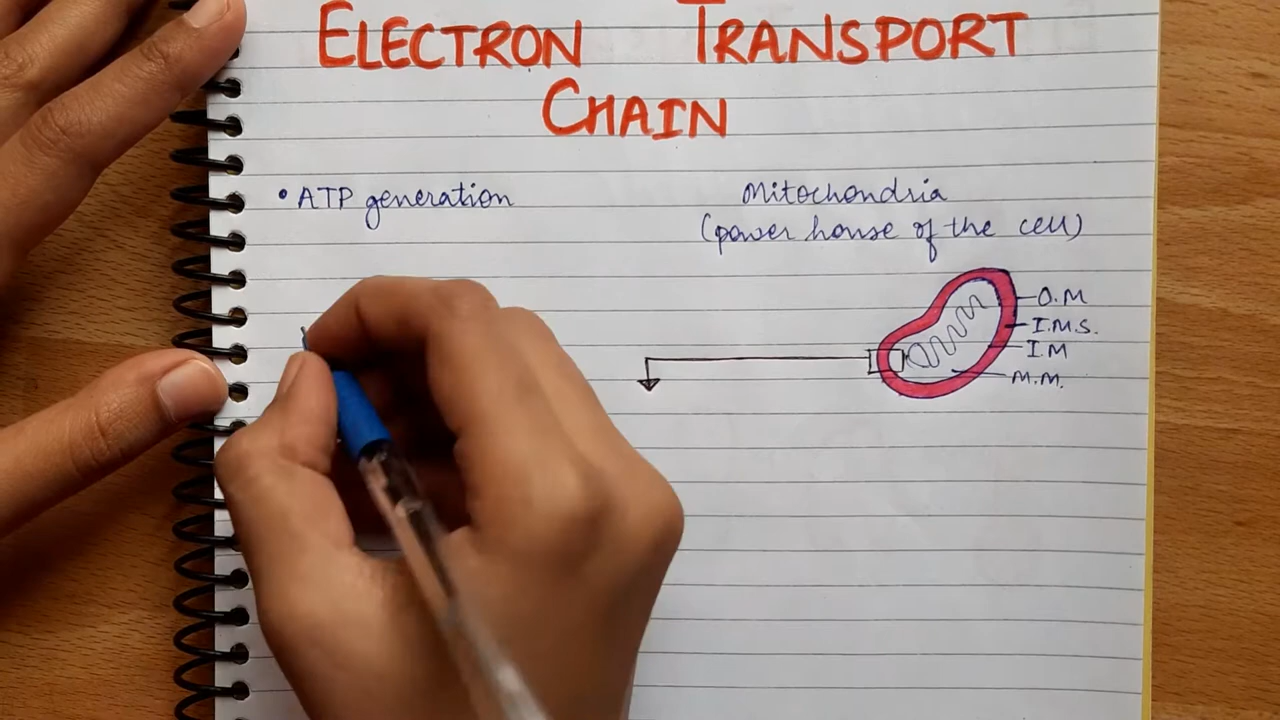 ELECTRON TRANSPORT
CHAIN
• ATP generation
Mitochondria
(power house of the cell)
O.M
I.M.S.
I.M
M.M.